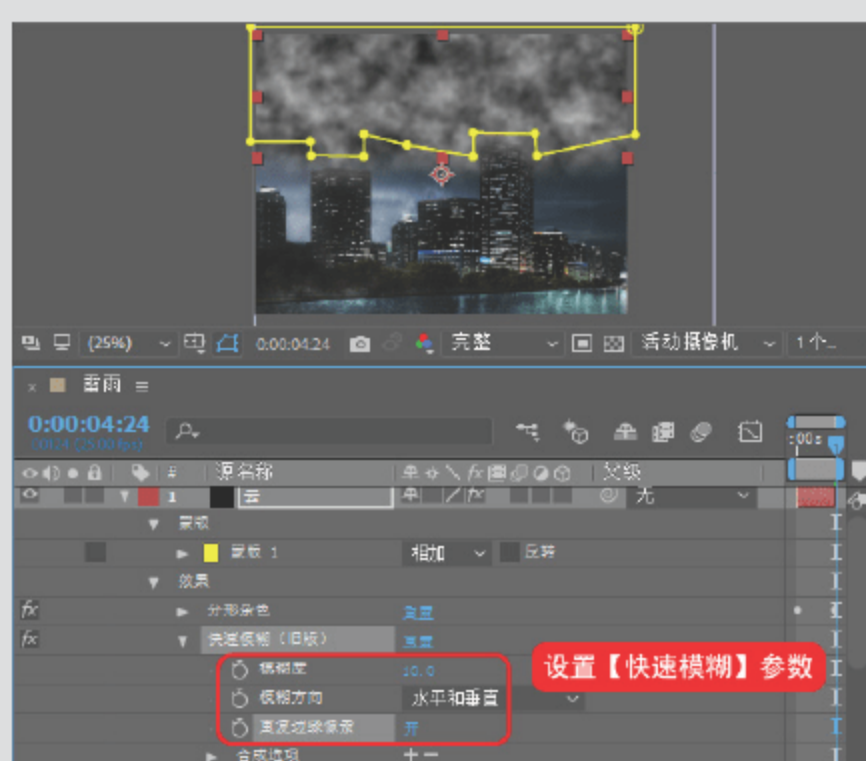 (25%) 0:00:04:24 完整 活动摄像机 1个...
雷雨
0:00:04:24
00124 (25.00 fps)
:00s
# 源名称 父级
1 云 无
蒙版
蒙版 1 相加 反转
效果
fx 分形杂色 重置
fx 快速模糊（旧版） 重置
设置【快速模糊】参数
模糊度 10.0
模糊方向 水平和垂直
重复边缘像素 开
合成选项 + −